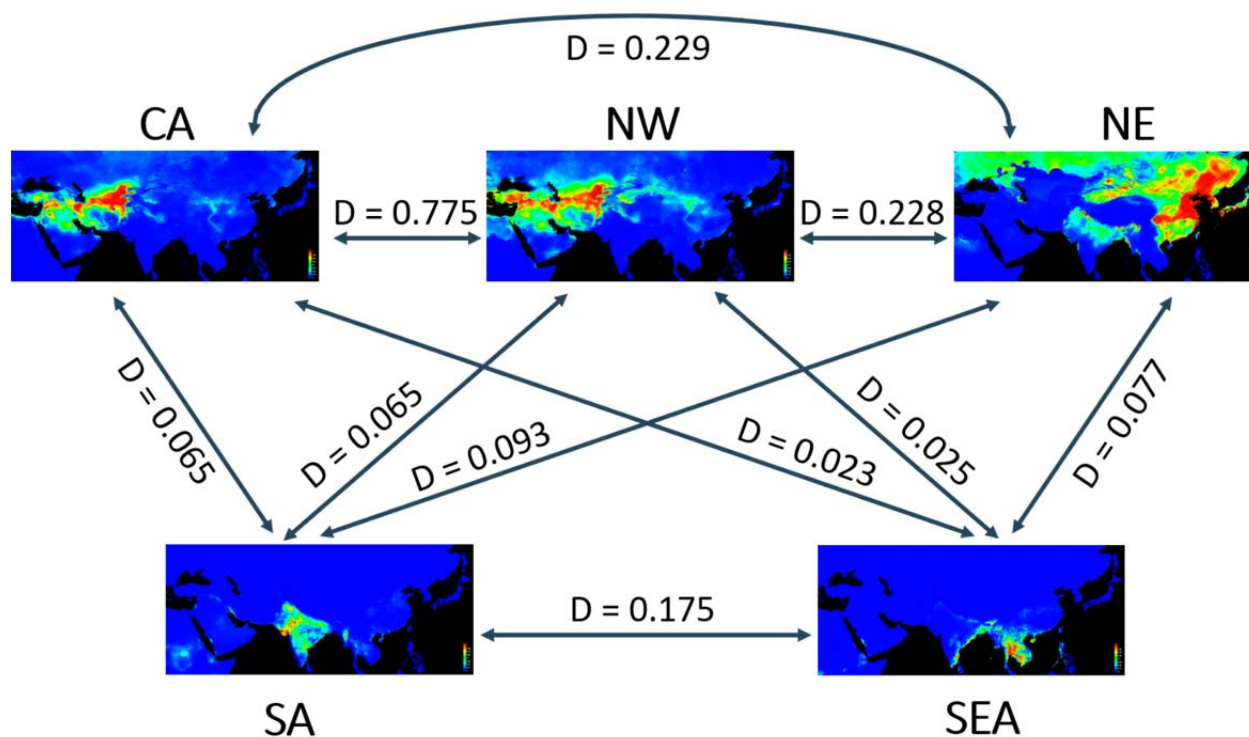 D = 0.229
CA
NW
NE
D = 0.775
D = 0.228
D = 0.065
D = 0.065
D = 0.093
D = 0.023
D = 0.025
D = 0.077
D = 0.175
SA
SEA